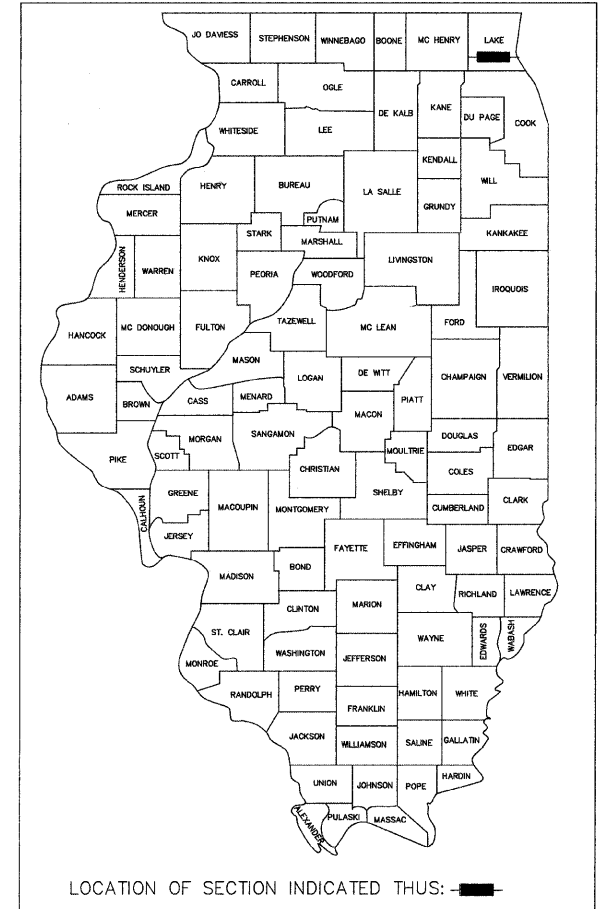 JO DAVIESS
STEPHENSON
WINNEBAGO
BOONE
MC HENRY
LAKE
CARROLL
OGLE
DE KALB
KANE
DU PAGE
COOK
WHITESIDE
LEE
KENDALL
WILL
ROCK ISLAND
HENRY
BUREAU
LA SALLE
GRUNDY
MERCER
PUTNAM
STARK
MARSHALL
KANKAKEE
HENDERSON
WARREN
KNOX
PEORIA
WOODFORD
LIVINGSTON
IROQUOIS
HANCOCK
MC DONOUGH
FULTON
TAZEWELL
MC LEAN
FORD
MASON
SCHUYLER
LOGAN
DE WITT
CHAMPAIGN
VERMILION
ADAMS
BROWN
CASS
MENARD
PIATT
MACON
MORGAN
SANGAMON
MOULTRIE
DOUGLAS
EDGAR
PIKE
SCOTT
CHRISTIAN
COLES
GREENE
MACOUPIN
MONTGOMERY
SHELBY
CUMBERLAND
CLARK
CALHOUN
JERSEY
FAYETTE
EFFINGHAM
JASPER
CRAWFORD
MADISON
BOND
CLAY
RICHLAND
LAWRENCE
CLINTON
MARION
ST. CLAIR
WAYNE
EDWARDS
WABASH
WASHINGTON
JEFFERSON
MONROE
RANDOLPH
PERRY
HAMILTON
WHITE
FRANKLIN
JACKSON
WILLIAMSON
SALINE
GALLATIN
UNION
JOHNSON
POPE
HARDIN
ALEXANDER
PULASKI
MASSAC
LOCATION OF SECTION INDICATED THUS: